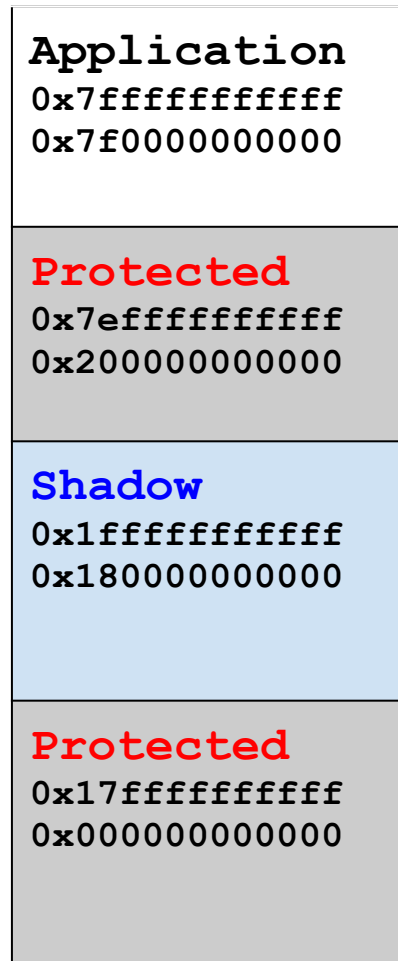 Application
0x7fffffffffff
0x7f0000000000
Protected
0x7effffffffff
0x200000000000
Shadow
0x1fffffffffff
0x180000000000
Protected
0x17ffffffffff
0x000000000000